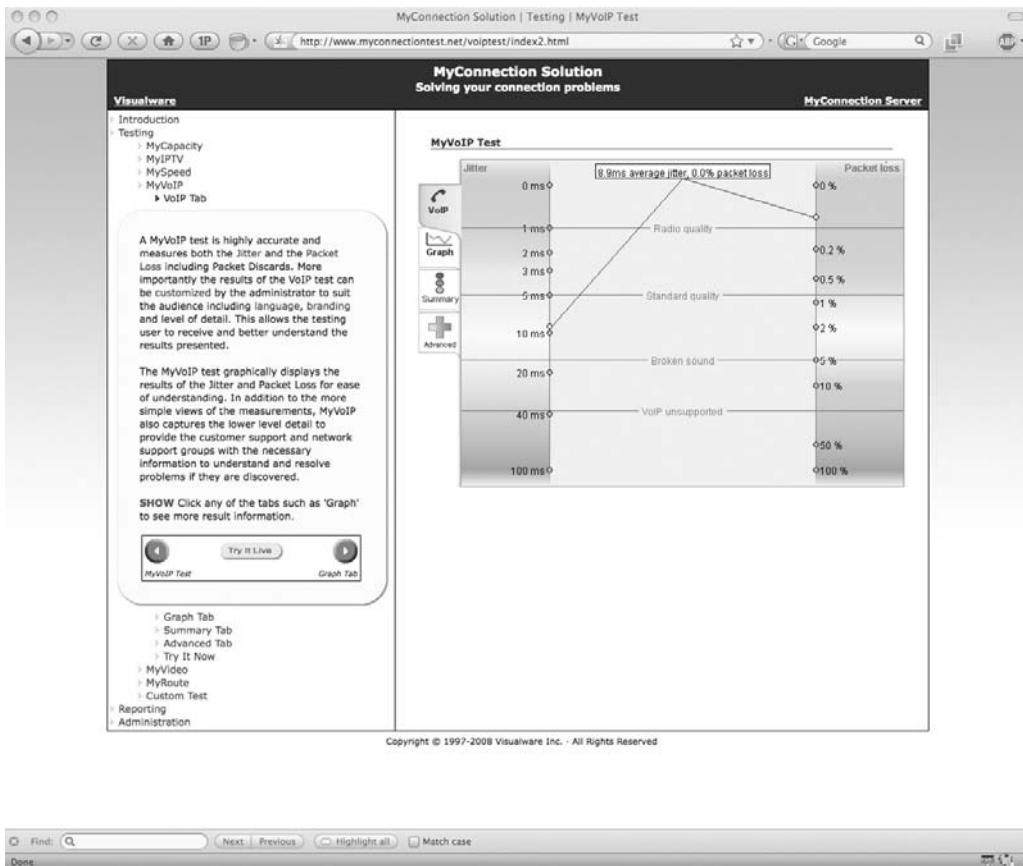 MyConnection Solution | Testing | MyVoIP Test
1P
http://www.myconnectiontest.net/voiptest/index2.html
G
Google
ABP
MyConnection Solution
Solving your connection problems
Visualware
MyConnection Server
Introduction
Testing
MyCapacity
MyIPTV
MySpeed
MyVoIP
VoIP Tab
A MyVoIP test is highly accurate and
measures both the Jitter and the Packet
Loss including Packet Discards. More
importantly the results of the VoIP test can
be customized by the administrator to suit
the audience including language, branding
and level of detail. This allows the testing
user to receive and better understand the
results presented.
The MyVoIP test graphically displays the
results of the Jitter and Packet Loss for ease
of understanding. In addition to the more
simple views of the measurements, MyVoIP
also captures the lower level detail to
provide the customer support and network
support groups with the necessary
information to understand and resolve
problems if they are discovered.
SHOW Click any of the tabs such as 'Graph'
to see more result information.
Try It Live
MyVoIP Test
Graph Tab
Graph Tab
Summary Tab
Advanced Tab
Try It Now
MyVideo
MyRoute
Custom Test
Reporting
Administration
MyVoIP Test
VoIP
Graph
Summary
Advanced
Jitter
8.9ms average jitter, 0.0% packet loss
Packet loss
0 ms
0 %
1 ms
Radio quality
2 ms
0.2 %
3 ms
0.5 %
5 ms
Standard quality
1 %
10 ms
2 %
Broken sound
5 %
20 ms
10 %
40 ms
VoIP unsupported
50 %
100 ms
100 %
Copyright © 1997-2008 Visualware Inc. - All Rights Reserved
Find:
Next
Previous
Highlight all
Match case
Done